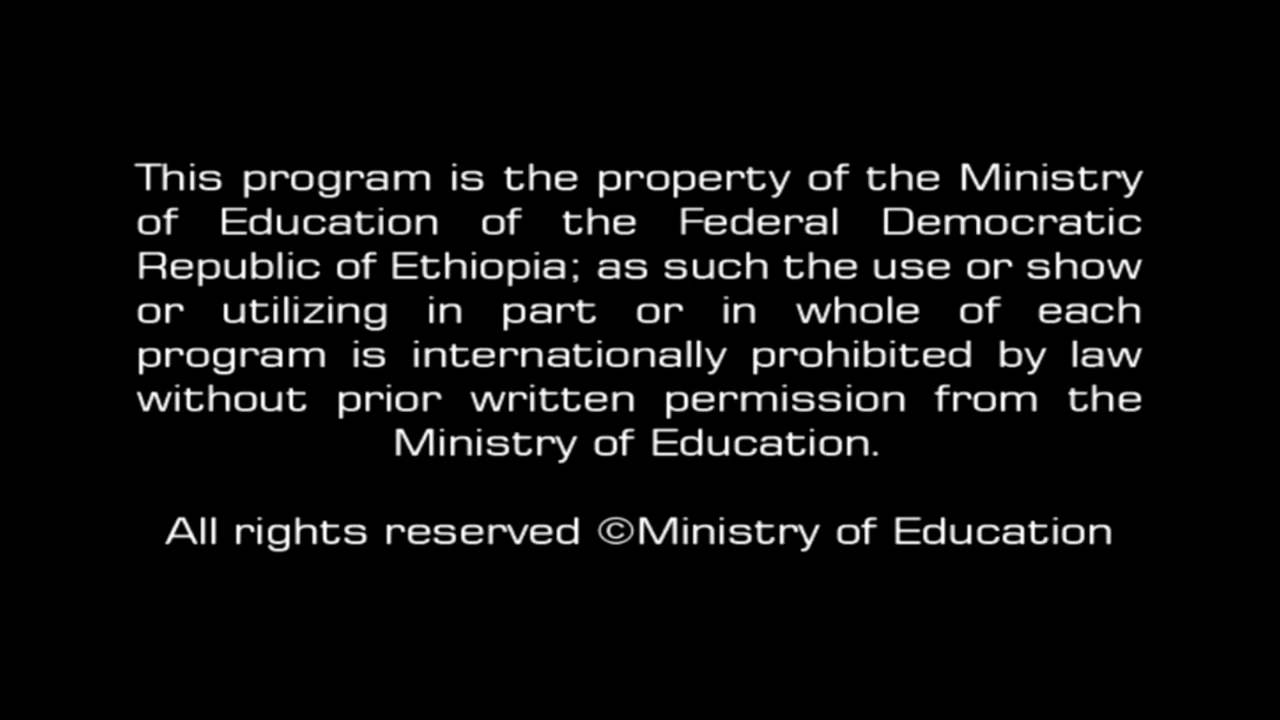 This program is the property of the Ministry
of Education of the Federal Democratic
Republic of Ethiopia; as such the use or show
or utilizing in part or in whole of each
program is internationally prohibited by law
without prior written permission from the
Ministry of Education.
All rights reserved ©Ministry of Education